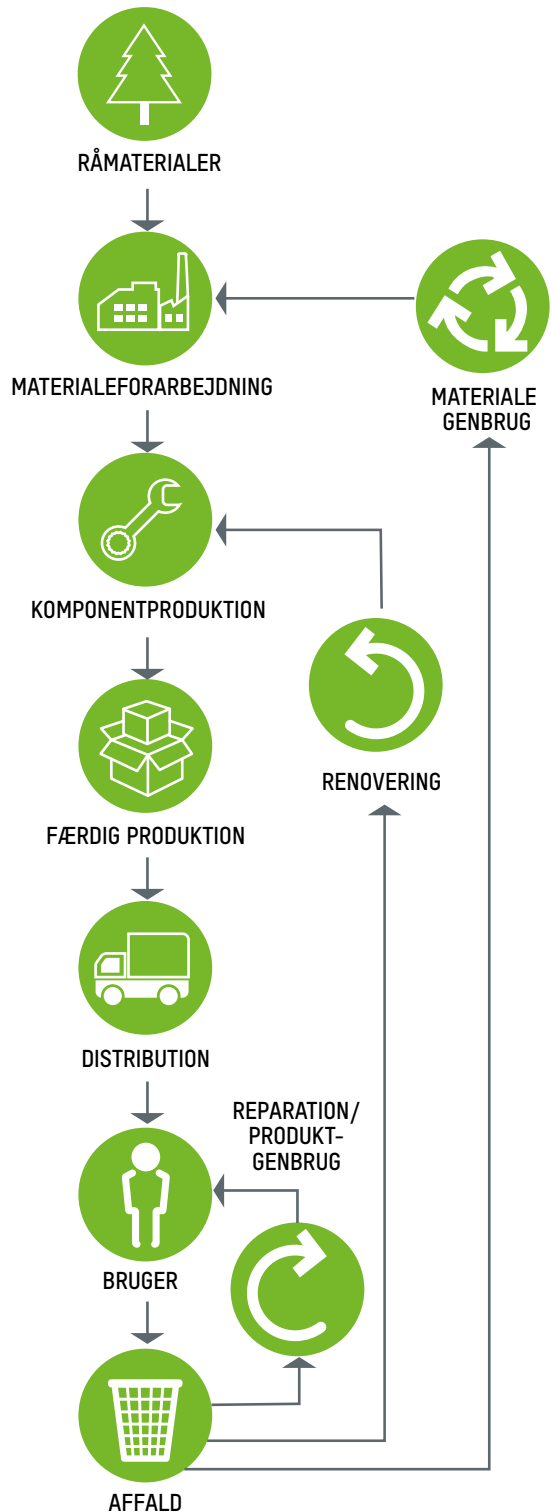 RÅMATERIALER
MATERIALEFORARBEJDNING
MATERIALE
GENBRUG
KOMPONENTPRODUKTION
RENOVERING
FÆRDIG PRODUKTION
DISTRIBUTION
REPARATION/
PRODUKT-
GENBRUG
BRUGER
AFFALD